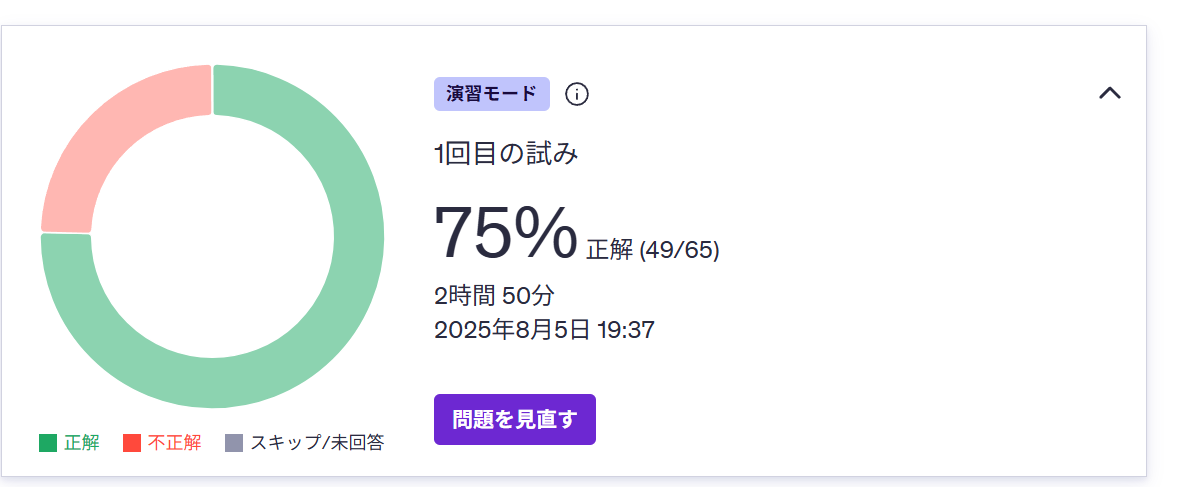 演習モード
1回目の試み
75% 正解 (49/65)
2時間 50分
2025年8月5日 19:37
問題を見直す
正解 不正解 スキップ/未回答